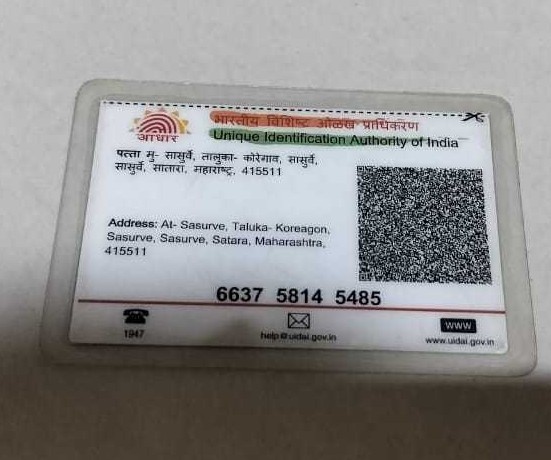 आधार
भारतीय विशिष्ट ओळख प्राधिकरण
Unique Identification Authority of India
पत्ता मु- सासुर्वे, तालुका- कोरेगाव, सासुर्वे,
सासुर्वे, सातारा, महाराष्ट्र, 415511
Address: At- Sasurve, Taluka- Koreagon,
Sasurve, Sasurve, Satara, Maharashtra,
415511
6637 5814 5485
1947
help@uidai.gov.in
www
www.uidai.gov.in